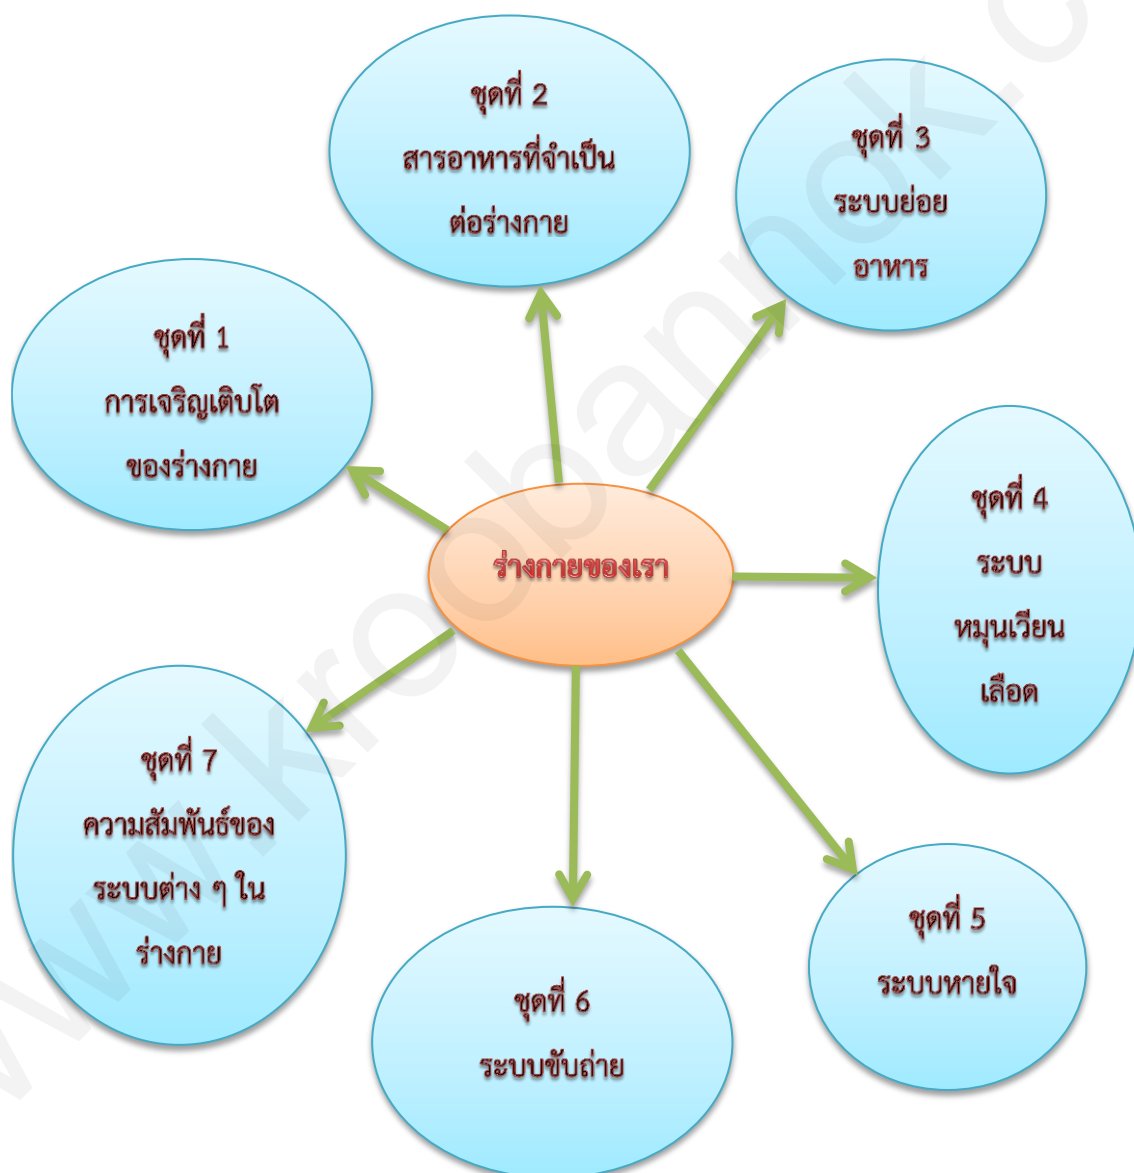 ชุดที่ 2
สารอาหารที่จำเป็น
ต่อร่างกาย
ชุดที่ 3
ระบบย่อย
อาหาร
ชุดที่ 1
การเจริญเติบโต
ของร่างกาย
ชุดที่ 4
ระบบ
หมุนเวียน
เลือด
ร่างกายของเรา
ชุดที่ 7
ความสัมพันธ์ของ
ระบบต่าง ๆ ใน
ร่างกาย
ชุดที่ 5
ระบบหายใจ
ชุดที่ 6
ระบบขับถ่าย
www.kroobannok.c